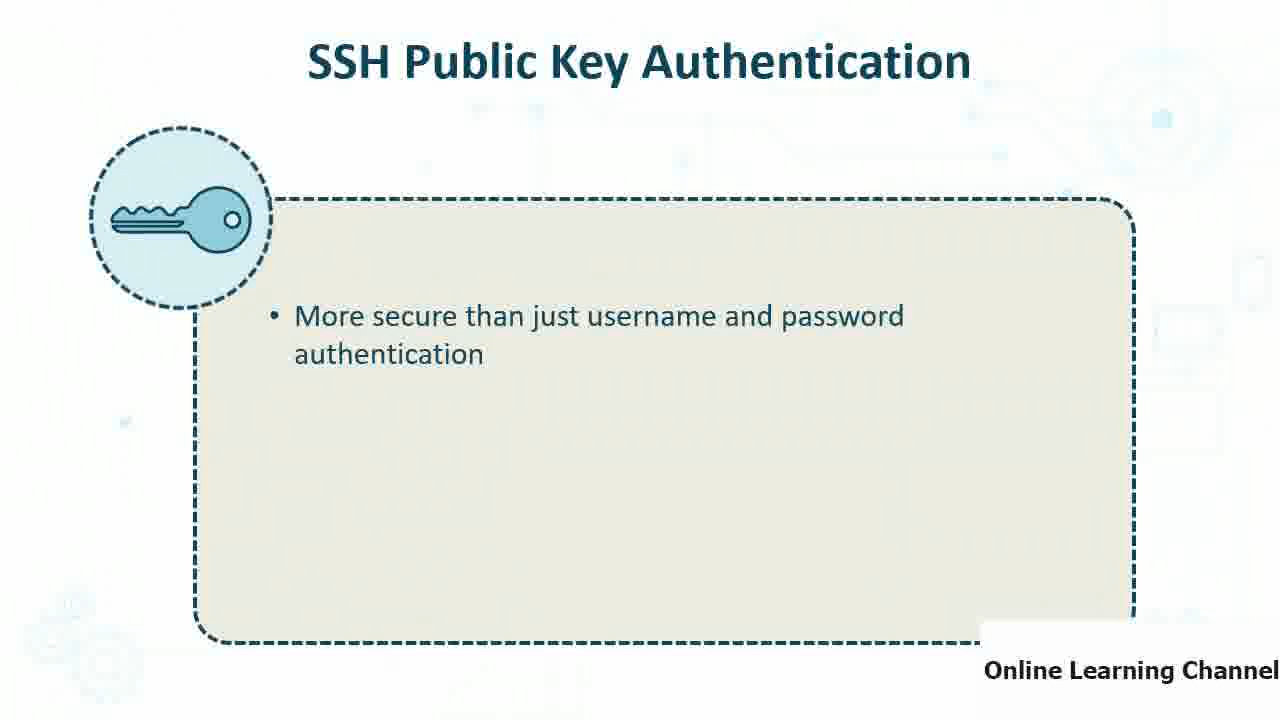 SSH Public Key Authentication
• More secure than just username and password
authentication
Online Learning Channel